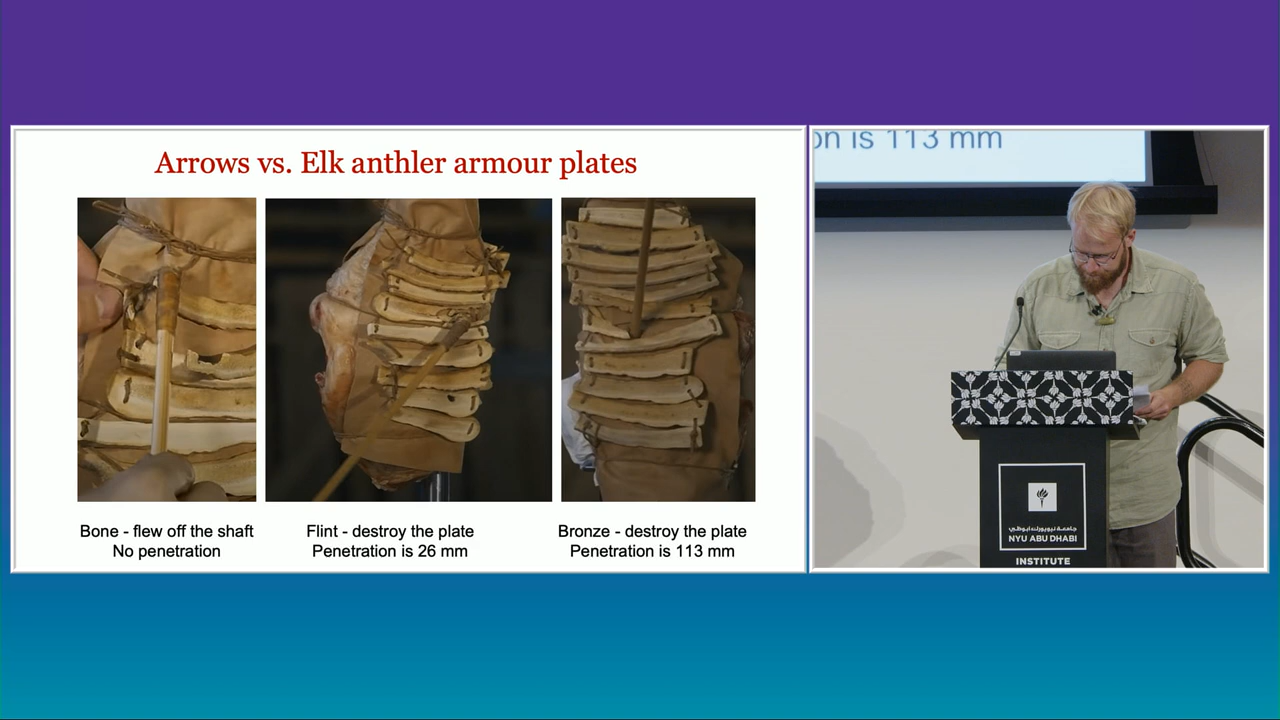 Arrows vs. Elk anthler armour plates
Bone - flew off the shaft
No penetration
Flint - destroy the plate
Penetration is 26 mm
Bronze - destroy the plate
Penetration is 113 mm
on is 113 mm
جامعة نيويورك أبوظبي
NYU ABU DHABI
INSTITUTE